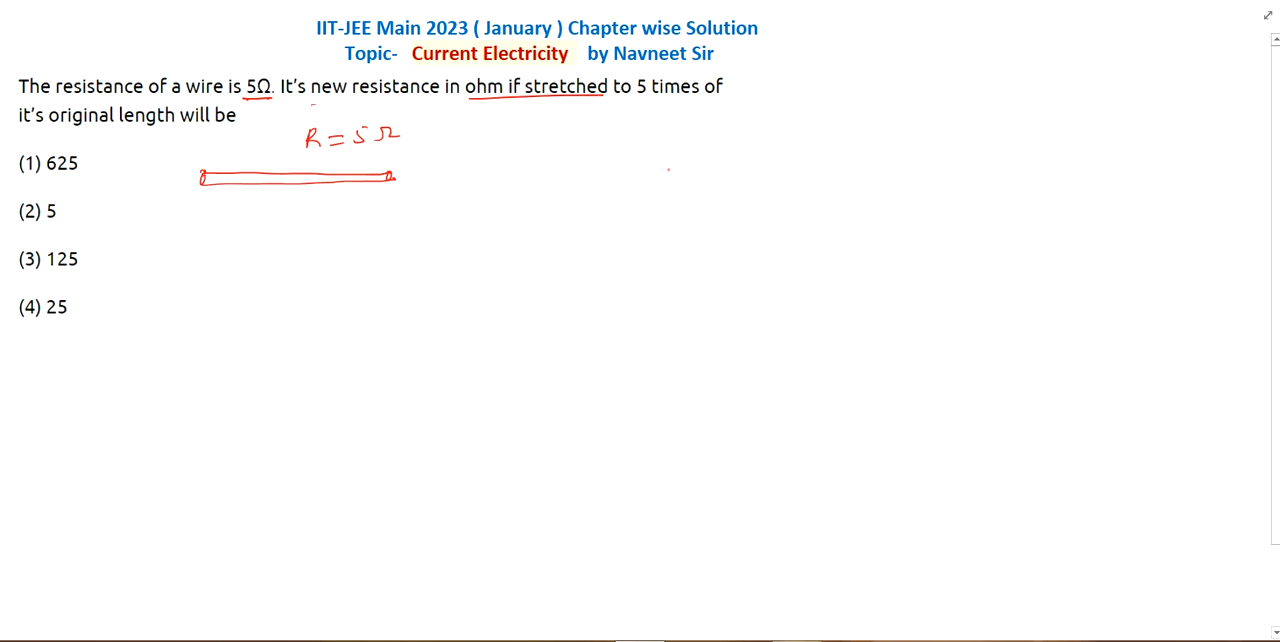 IIT-JEE Main 2023 ( January ) Chapter wise Solution
Topic- Current Electricity by Navneet Sir
The resistance of a wire is 5Ω. It’s new resistance in ohm if stretched to 5 times of
it’s original length will be
R = 5 Ω
(1) 625
(2) 5
(3) 125
(4) 25